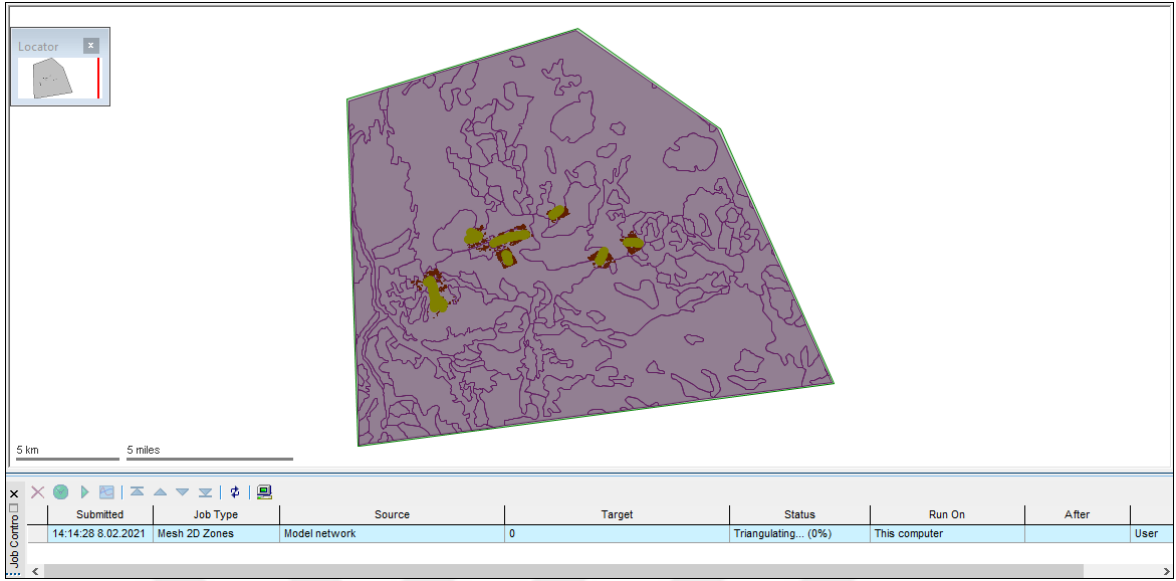 Locator x
5 km 5 miles
x
Job Contro
Submitted Job Type Source Target Status Run On After
14:14:28 8.02.2021 Mesh 2D Zones Model network 0 Triangulating... (0%) This computer User